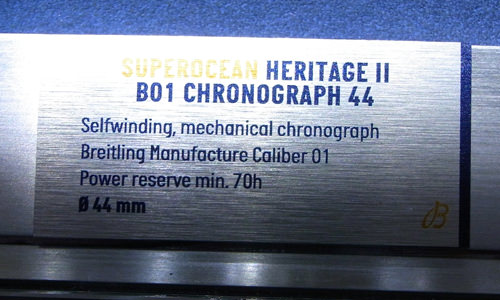 SUPEROCEAN HERITAGE II
B01 CHRONOGRAPH 44
Selfwinding, mechanical chronograph
Breitling Manufacture Caliber 01
Power reserve min. 70h
Ø 44 mm
B